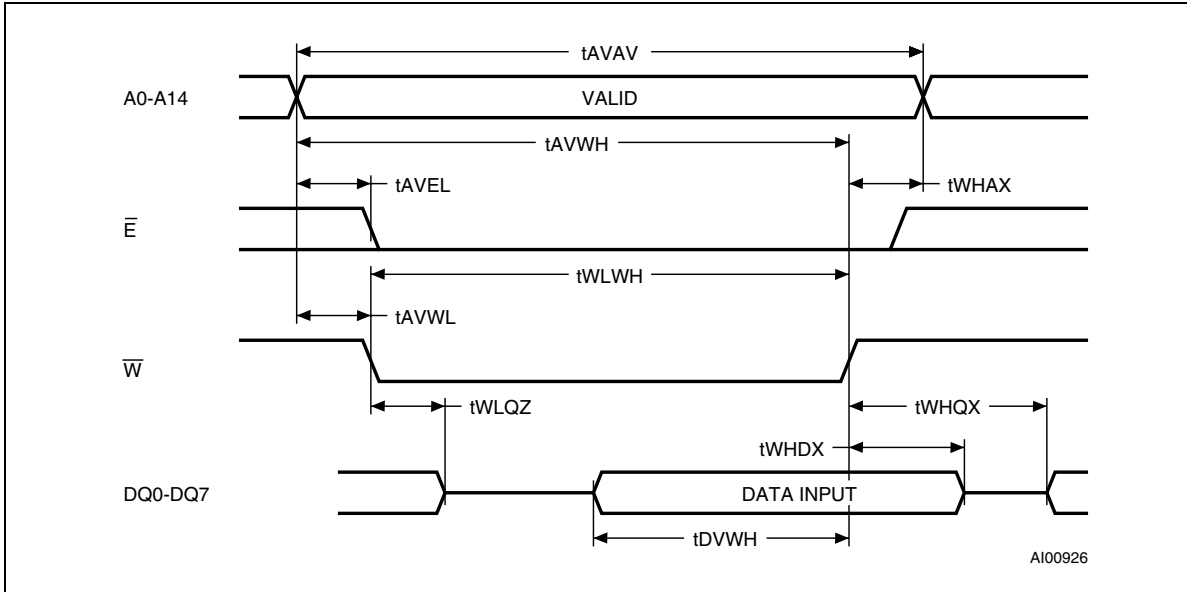 tAVAV
A0-A14
VALID
tAVWH
tAVEL
tWHAX
E̅
tWLWH
tAVWL
W̅
tWLQZ
tWHQX
tWHDX
DQ0-DQ7
DATA INPUT
tDVWH
AI00926